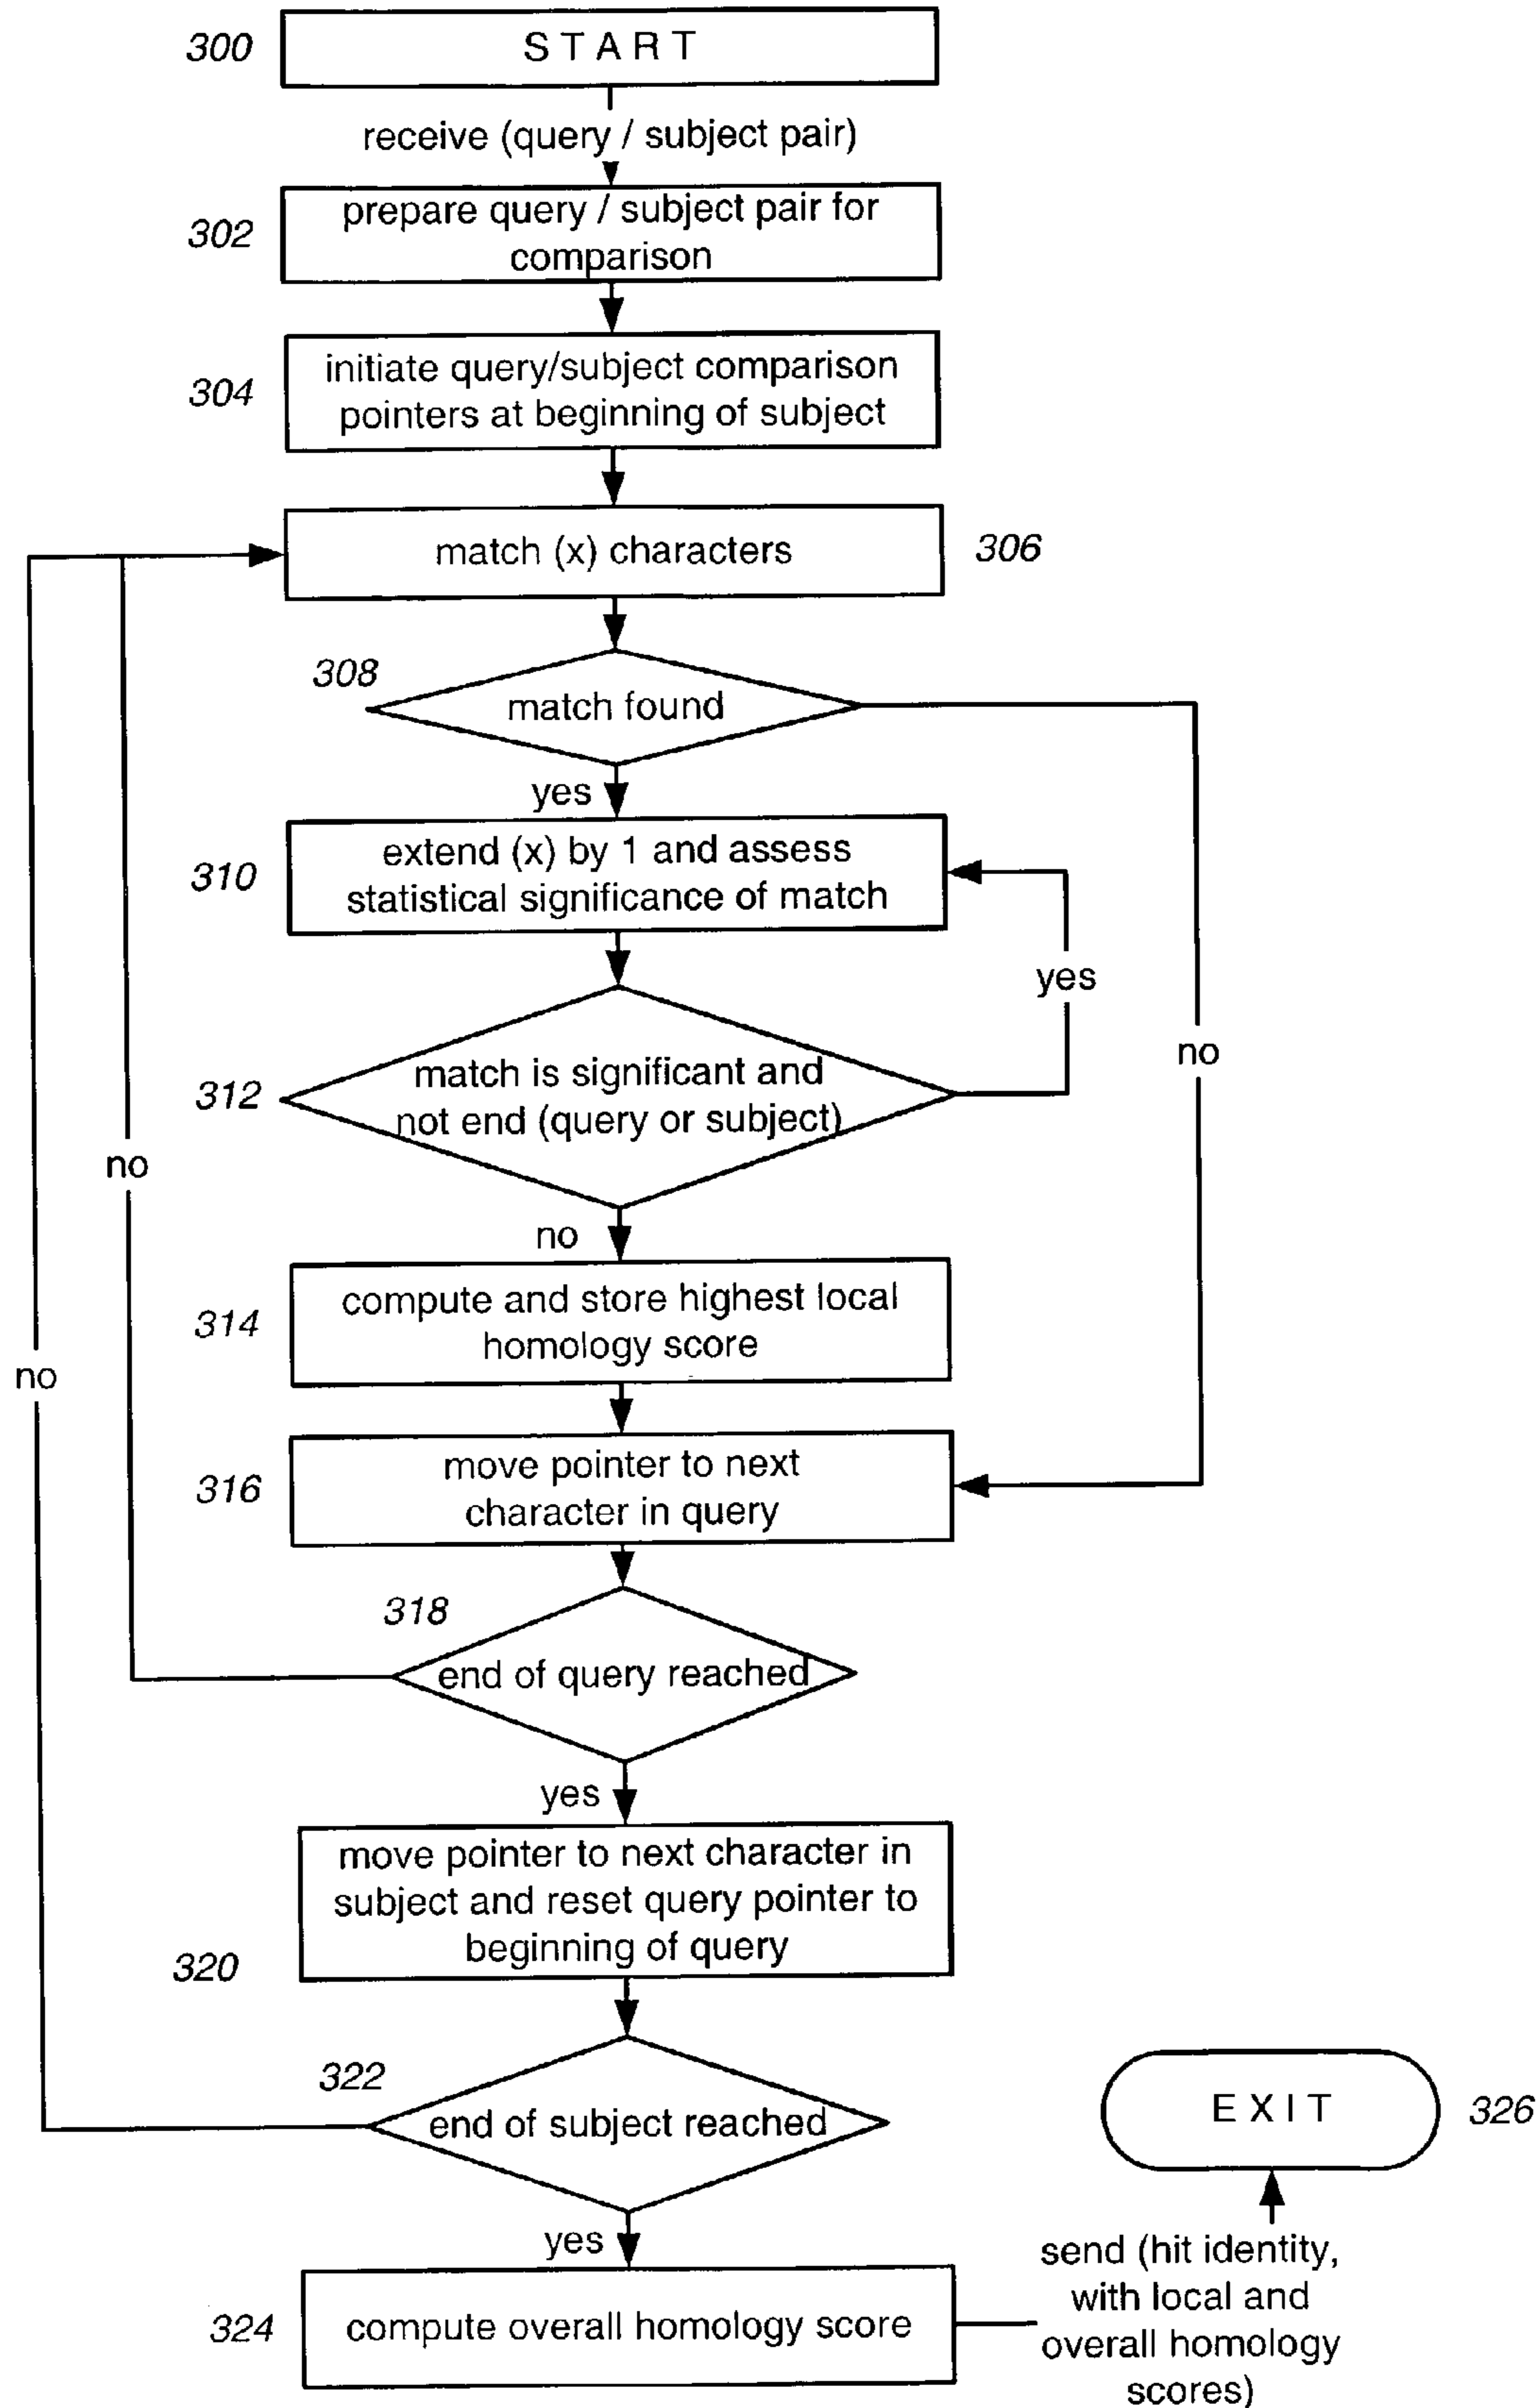 300
S T A R T
receive (query / subject pair)
302
prepare query / subject pair for
comparison
304
initiate query/subject comparison
pointers at beginning of subject
match (x) characters
306
308
match found
yes
310
extend (x) by 1 and assess
statistical significance of match
yes
no
312
match is significant and
not end (query or subject)
no
no
314
compute and store highest local
homology score
no
316
move pointer to next
character in query
318
end of query reached
yes
move pointer to next character in
subject and reset query pointer to
beginning of query
320
322
end of subject reached
E X I T
326
yes
send (hit identity,
with local and
overall homology
scores)
324
compute overall homology score